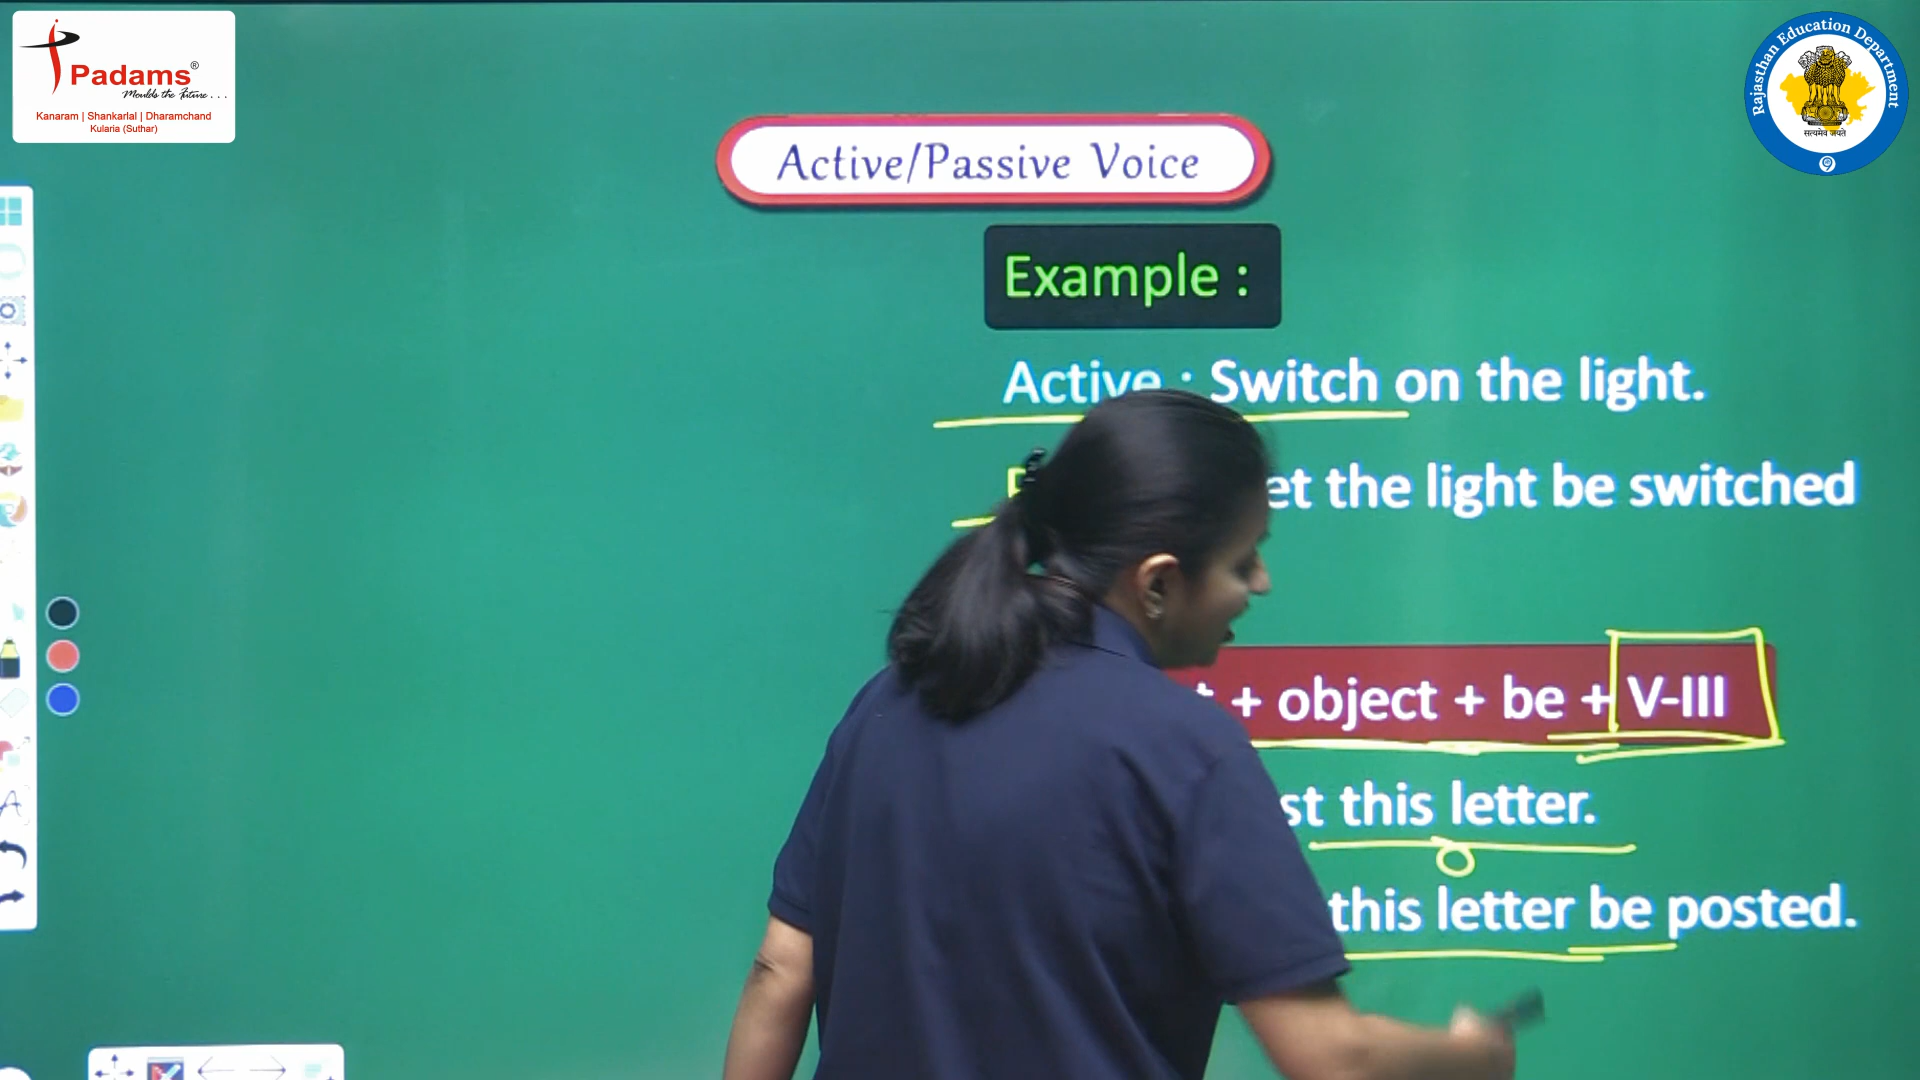 Padams®
Moulds the Future . . .
Kanaram | Shankarlal | Dharamchand
Kularia (Suthar)
Rajasthan Education Department
सत्यमेव जयते
Active/Passive Voice
Example :
Active : Switch on the light.
et the light be switched
+ object + be + V-III
st this letter.
this letter be posted.